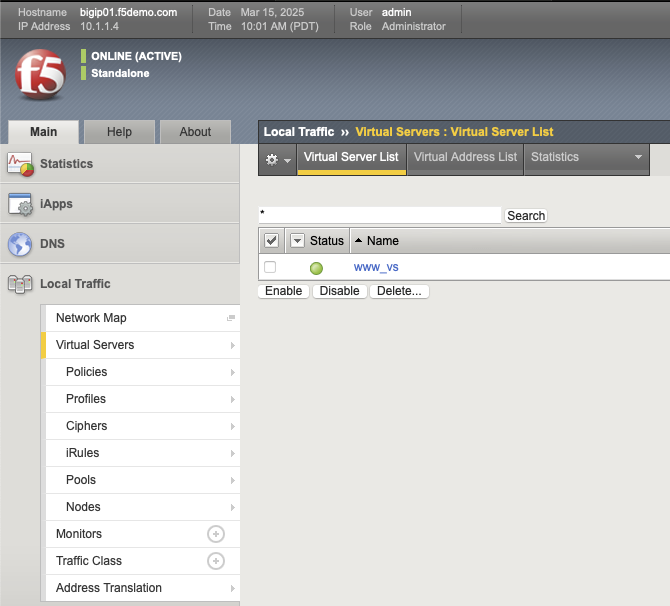 Hostname bigip01.f5demo.com Date Mar 15, 2025 User admin
IP Address 10.1.1.4 Time 10:01 AM (PDT) Role Administrator
f5
ONLINE (ACTIVE)
Standalone
Main Help About
Local Traffic ›› Virtual Servers : Virtual Server List
Virtual Server List Virtual Address List Statistics
Statistics
iApps
DNS
Local Traffic
Network Map
Virtual Servers
Policies
Profiles
Ciphers
iRules
Pools
Nodes
Monitors
Traffic Class
Address Translation
* Search
Status Name
www_vs
Enable Disable Delete...